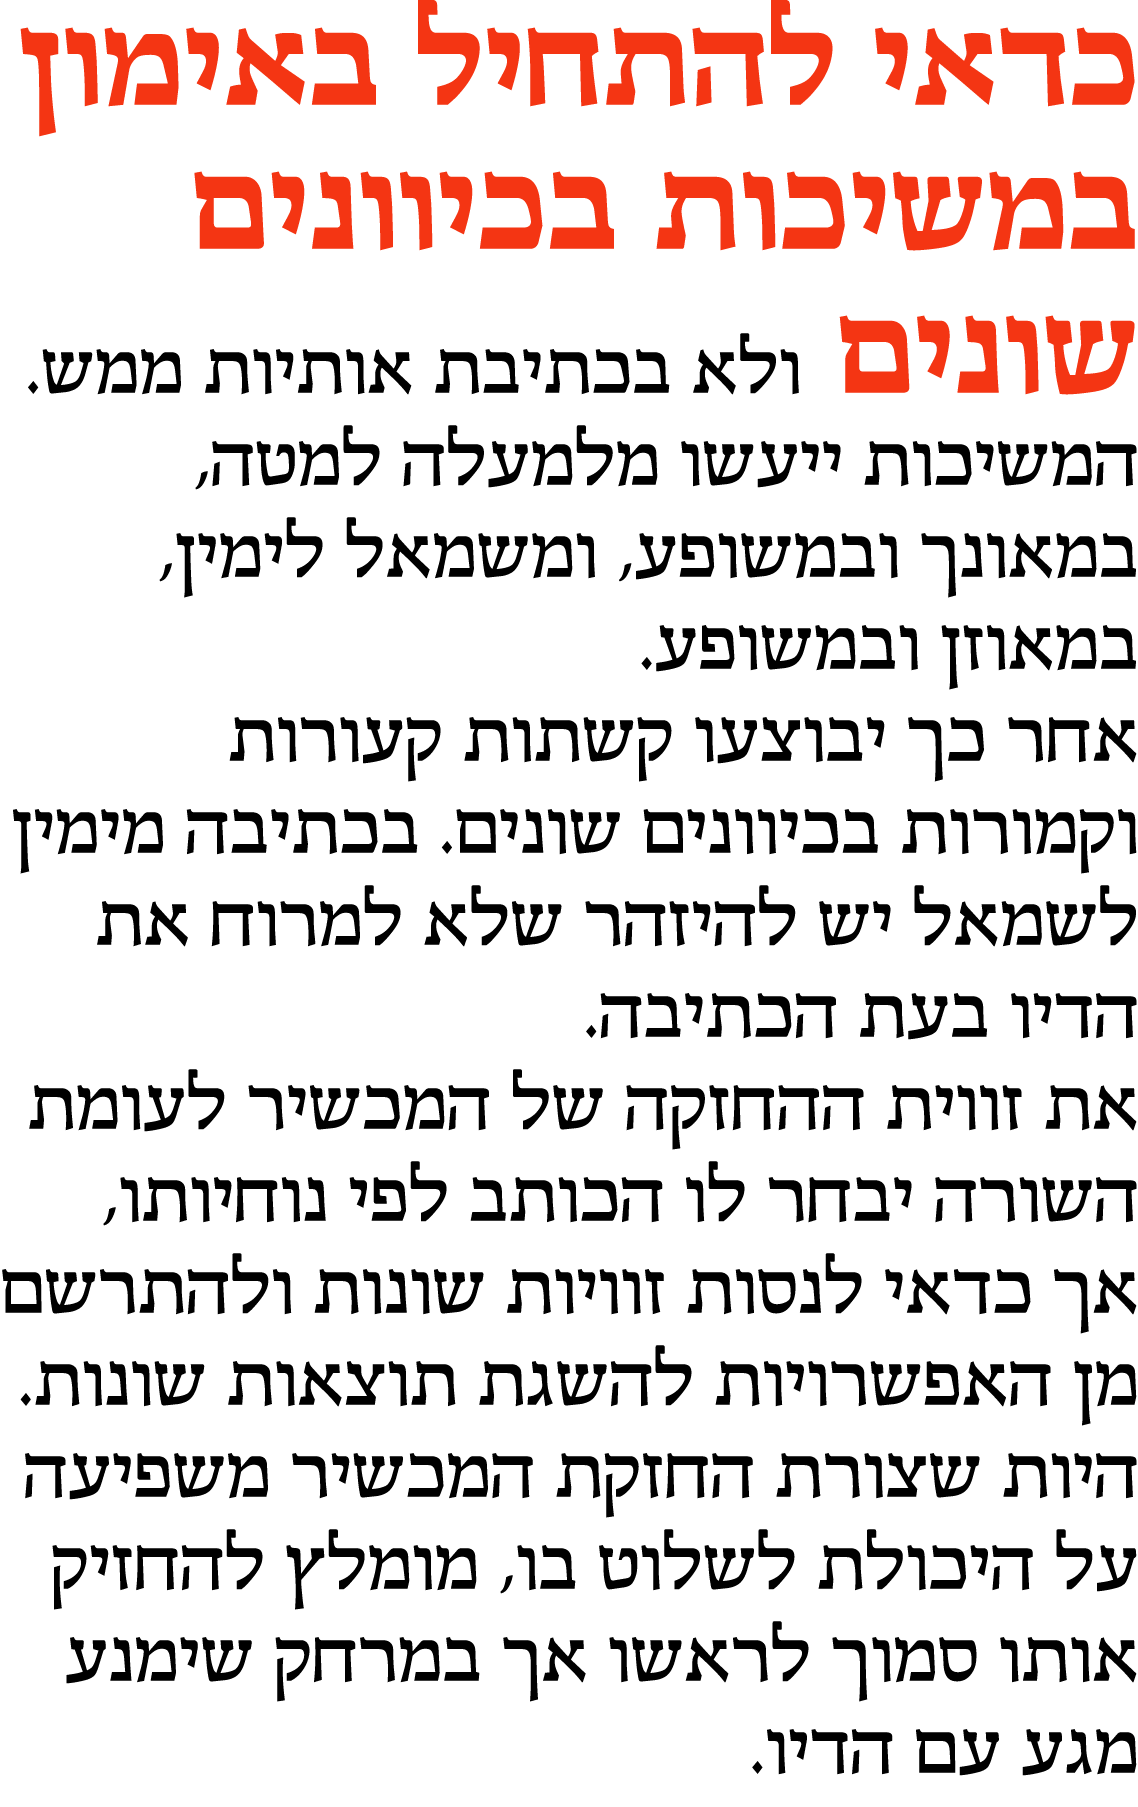 כדאי להתחיל באימון
במשיכות בכיוונים
שונים ולא בכתיבת אותיות ממש.
המשיכות ייעשו מלמעלה למטה,
במאונך ובמשופע, ומשמאל לימין,
במאוזן ובמשופע.
אחר כך יבוצעו קשתות קעורות
וקמורות בכיוונים שונים. בכתיבה מימין
לשמאל יש להיזהר שלא למרוח את
הדיו בעת הכתיבה.
את זווית ההחזקה של המכשיר לעומת
השורה יבחר לו הכותב לפי נוחיותו,
אך כדאי לנסות זוויות שונות ולהתרשם
מן האפשרויות להשגת תוצאות שונות.
היות שצורת החזקת המכשיר משפיעה
על היכולת לשלוט בו, מומלץ להחזיק
אותו סמוך לראשו אך במרחק שימנע
מגע עם הדיו.